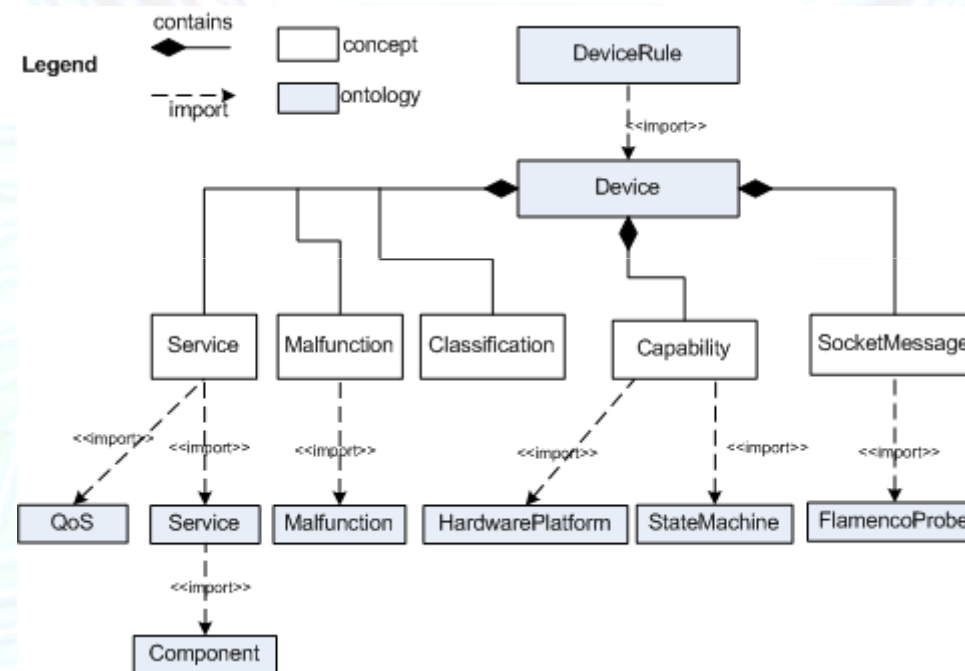 contains
concept
Legend
ontology
import
DeviceRule
<<import>>
Device
Service
Malfunction
Classification
Capability
SocketMessage
<<import>>
<<import>>
<<import>>
<<import>>
<<import>>
<<import>>
QoS
Service
Malfunction
HardwarePlatform
StateMachine
FlamencoProbe
<<import>>
Component